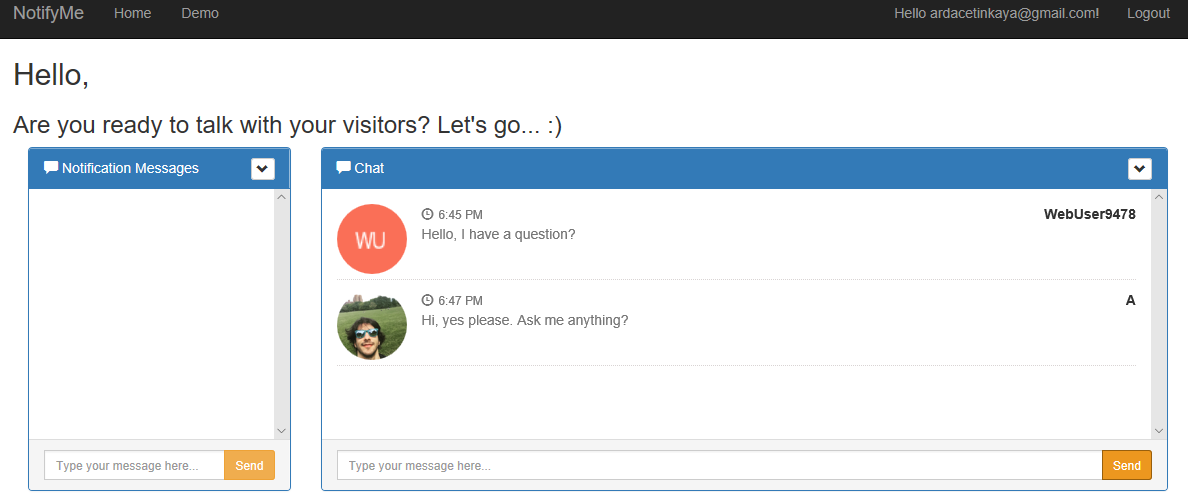 NotifyMe Home Demo Hello ardacetinkaya@gmail.com! Logout
Hello,
Are you ready to talk with your visitors? Let's go... :)
Notification Messages
Type your message here... Send
Chat
WU
6:45 PM WebUser9478
Hello, I have a question?
6:47 PM A
Hi, yes please. Ask me anything?
Type your message here... Send